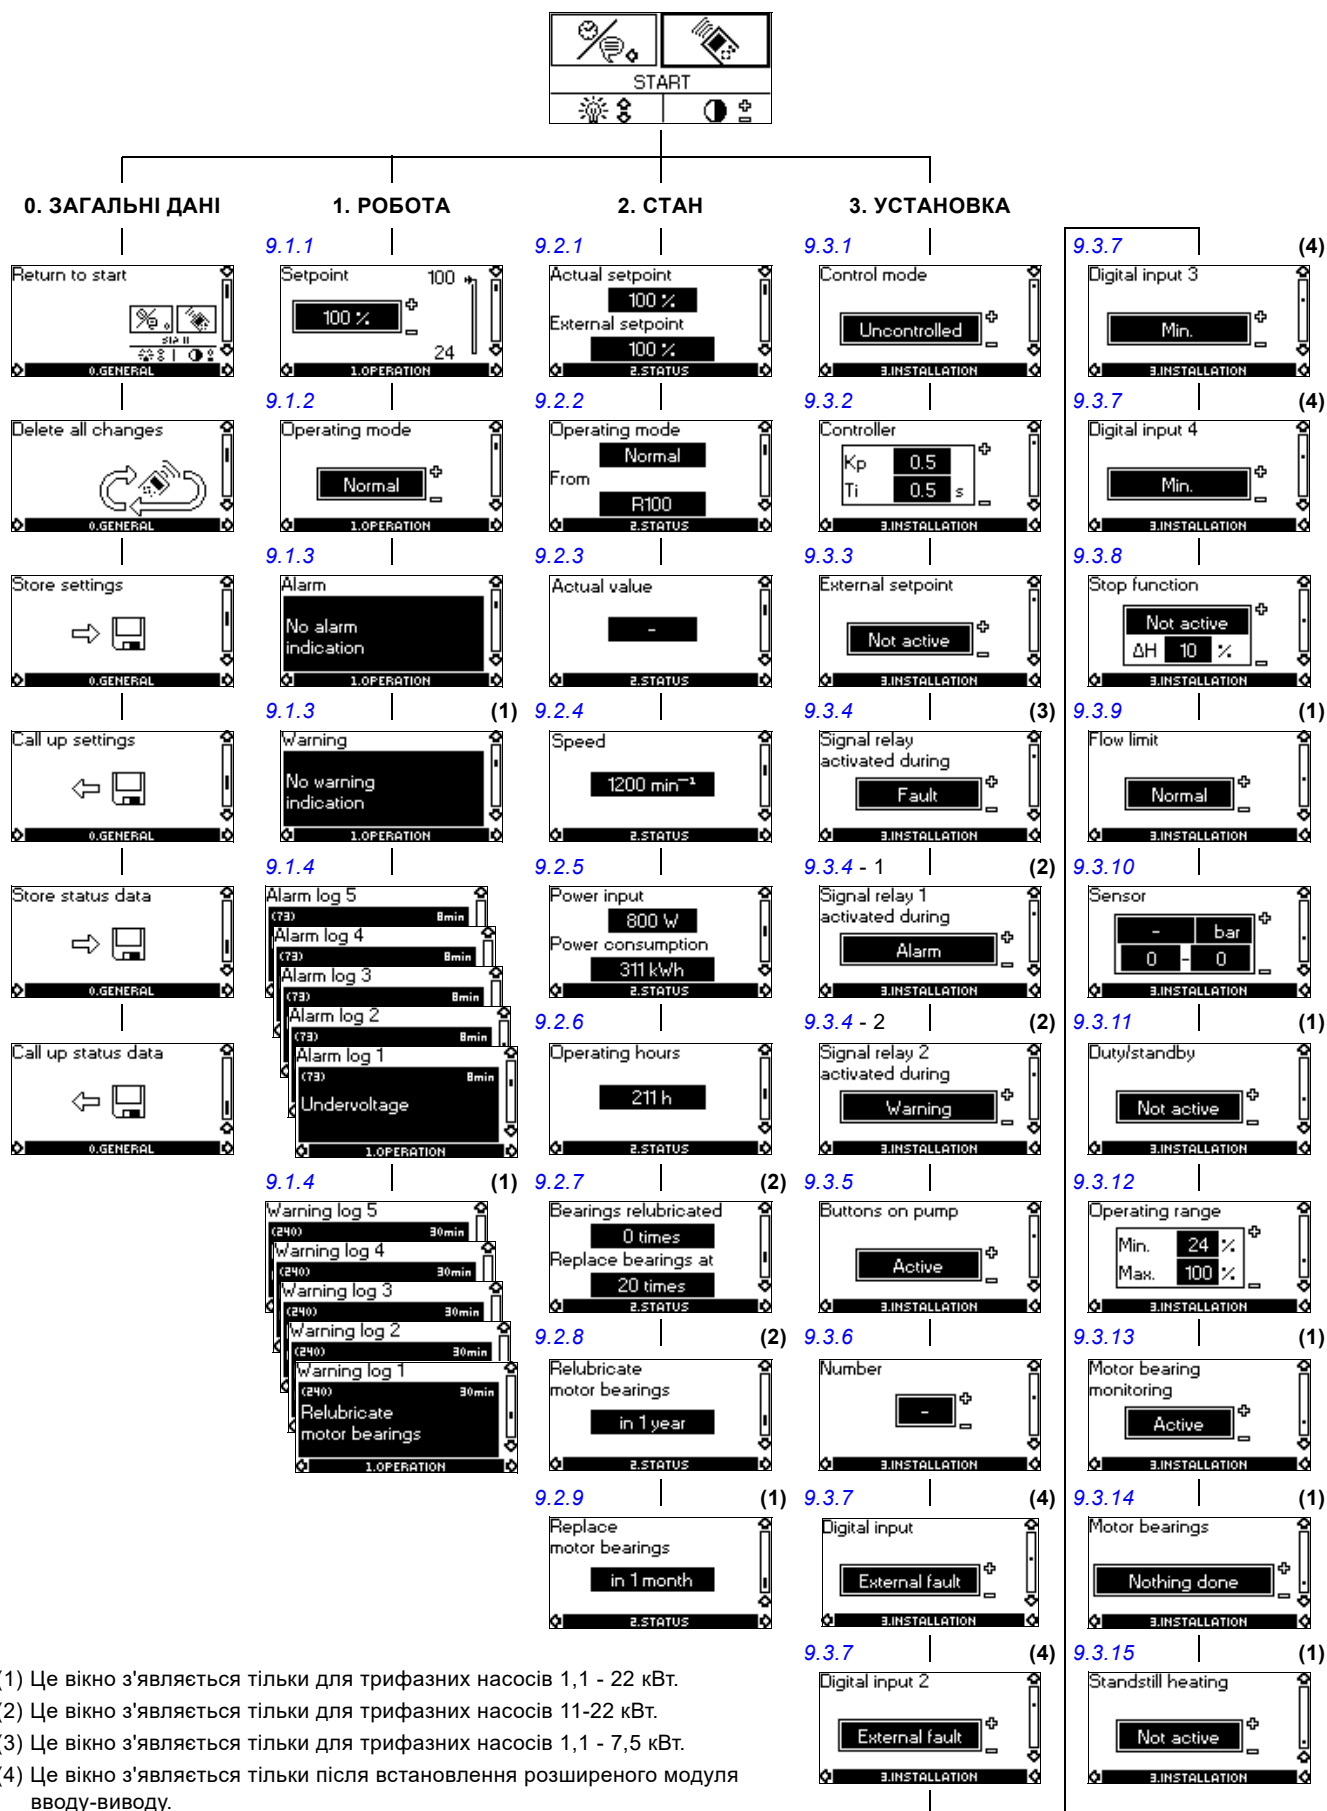 START
0. ЗАГАЛЬНІ ДАНІ
Return to start
START
0.GENERAL
Delete all changes
0.GENERAL
Store settings
0.GENERAL
Call up settings
0.GENERAL
Store status data
0.GENERAL
Call up status data
0.GENERAL
1. РОБОТА
9.1.1
Setpoint
100
100 %
24
1.OPERATION
9.1.2
Operating mode
Normal
1.OPERATION
9.1.3
Alarm
No alarm
indication
1.OPERATION
9.1.3 (1)
Warning
No warning
indication
1.OPERATION
9.1.4
Alarm log 5
(73) 8min
Alarm log 4
(73) 8min
Alarm log 3
(73) 8min
Alarm log 2
(73) 8min
Alarm log 1
(73) 8min
Undervoltage
1.OPERATION
9.1.4 (1)
Warning log 5
(240) 30min
Warning log 4
(240) 30min
Warning log 3
(240) 30min
Warning log 2
(240) 30min
Warning log 1
(240) 30min
Relubricate
motor bearings
1.OPERATION
2. СТАН
9.2.1
Actual setpoint
100 %
External setpoint
100 %
2.STATUS
9.2.2
Operating mode
Normal
From
R100
2.STATUS
9.2.3
Actual value
-
2.STATUS
9.2.4
Speed
1200 min⁻¹
2.STATUS
9.2.5
Power input
800 W
Power consumption
311 kWh
2.STATUS
9.2.6
Operating hours
211 h
2.STATUS
9.2.7 (2)
Bearings relubricated
0 times
Replace bearings at
20 times
2.STATUS
9.2.8 (2)
Relubricate
motor bearings
in 1 year
2.STATUS
9.2.9 (1)
Replace
motor bearings
in 1 month
2.STATUS
3. УСТАНОВКА
9.3.1
Control mode
Uncontrolled
3.INSTALLATION
9.3.2
Controller
Kp 0.5
Ti 0.5 s
3.INSTALLATION
9.3.3
External setpoint
Not active
3.INSTALLATION
9.3.4 (3)
Signal relay
activated during
Fault
3.INSTALLATION
9.3.4 - 1 (2)
Signal relay 1
activated during
Alarm
3.INSTALLATION
9.3.4 - 2 (2)
Signal relay 2
activated during
Warning
3.INSTALLATION
9.3.5
Buttons on pump
Active
3.INSTALLATION
9.3.6
Number
-
3.INSTALLATION
9.3.7 (4)
Digital input
External fault
3.INSTALLATION
9.3.7 (4)
Digital input 2
External fault
3.INSTALLATION
9.3.7 (4)
Digital input 3
Min.
3.INSTALLATION
9.3.7 (4)
Digital input 4
Min.
3.INSTALLATION
9.3.8
Stop function
Not active
ΔH 10 %
3.INSTALLATION
9.3.9 (1)
Flow limit
Normal
3.INSTALLATION
9.3.10
Sensor
- bar
0 - 0
3.INSTALLATION
9.3.11 (1)
Duty/standby
Not active
3.INSTALLATION
9.3.12
Operating range
Min. 24 %
Max. 100 %
3.INSTALLATION
9.3.13 (1)
Motor bearing
monitoring
Active
3.INSTALLATION
9.3.14 (1)
Motor bearings
Nothing done
3.INSTALLATION
9.3.15 (1)
Standstill heating
Not active
3.INSTALLATION
(1) Це вікно з'являється тільки для трифазних насосів 1,1 - 22 кВт.
(2) Це вікно з'являється тільки для трифазних насосів 11-22 кВт.
(3) Це вікно з'являється тільки для трифазних насосів 1,1 - 7,5 кВт.
(4) Це вікно з'являється тільки після встановлення розширеного модуля
вводу-виводу.